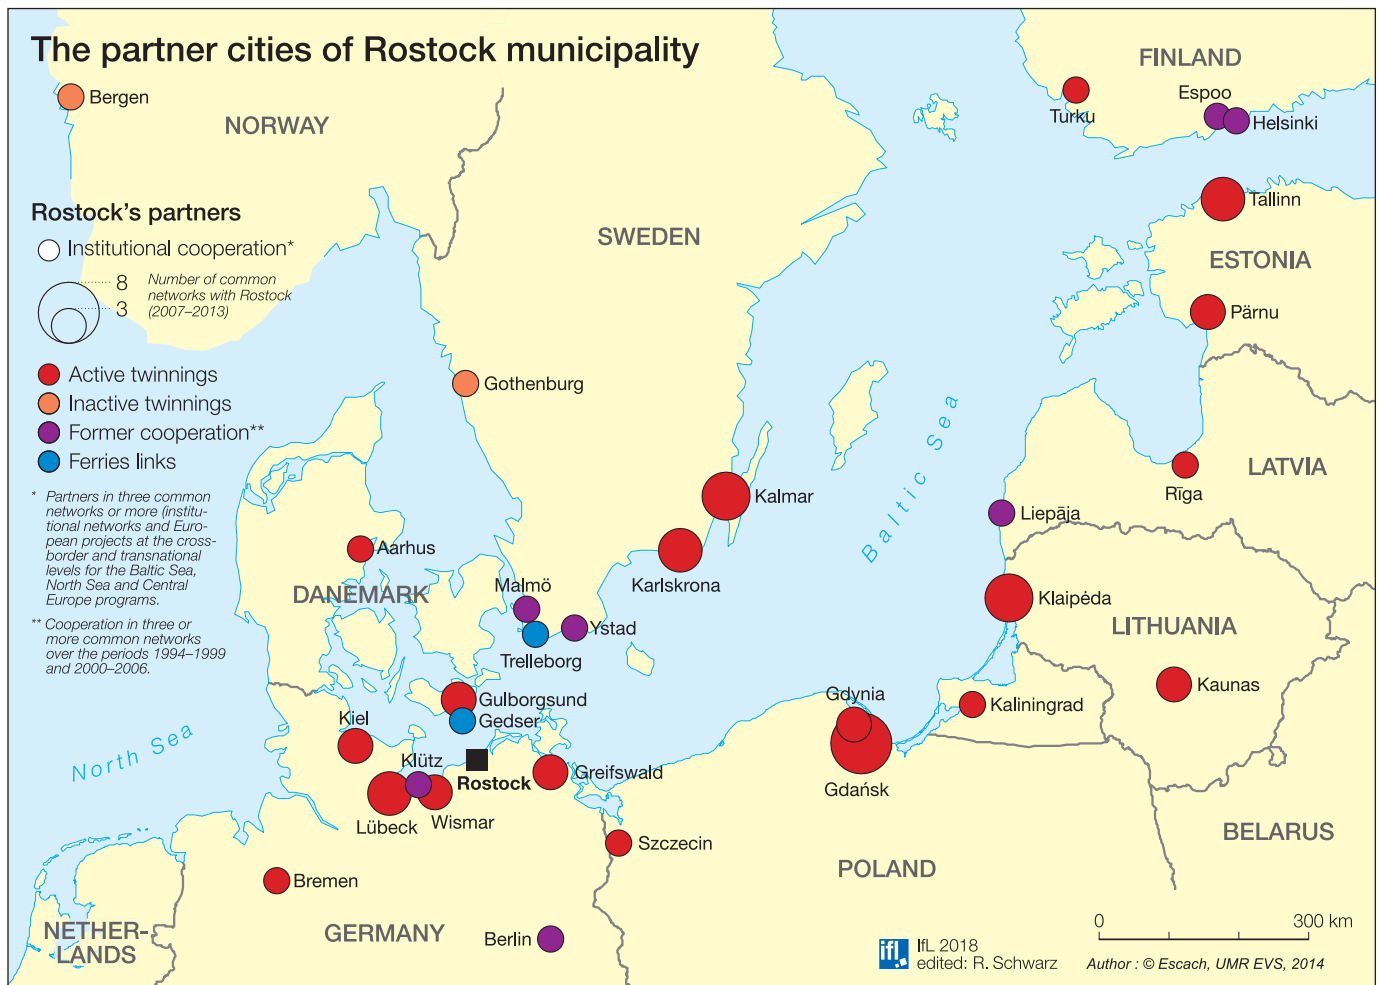 The partner cities of Rostock municipality
Bergen
NORWAY
SWEDEN
FINLAND
Turku
Espoo
Helsinki
Tallinn
ESTONIA
Pärnu
Rostock's partners
Institutional cooperation*
8
3
Number of common
networks with Rostock
(2007–2013)
Active twinnings
Inactive twinnings
Former cooperation**
Ferries links
* Partners in three common
networks or more (institu-
tional networks and Euro-
pean projects at the cross-
border and transnational
levels for the Baltic Sea,
North Sea and Central
Europe programs.
** Cooperation in three or
more common networks
over the periods 1994–1999
and 2000–2006.
Gothenburg
Baltic Sea
LATVIA
Rīga
Liepāja
Kalmar
Karlskrona
Aarhus
DANEMARK
Malmö
Ystad
Trelleborg
Klaipėda
LITHUANIA
Kaunas
Kaliningrad
Gulborgsund
Gedser
Kiel
Klütz
Rostock
Greifswald
Lübeck
Wismar
Gdynia
Gdańsk
North Sea
Szczecin
BELARUS
POLAND
Bremen
GERMANY
Berlin
NETHER-
LANDS
ifl
IfL 2018
edited: R. Schwarz
0
300 km
Author : © Escach, UMR EVS, 2014